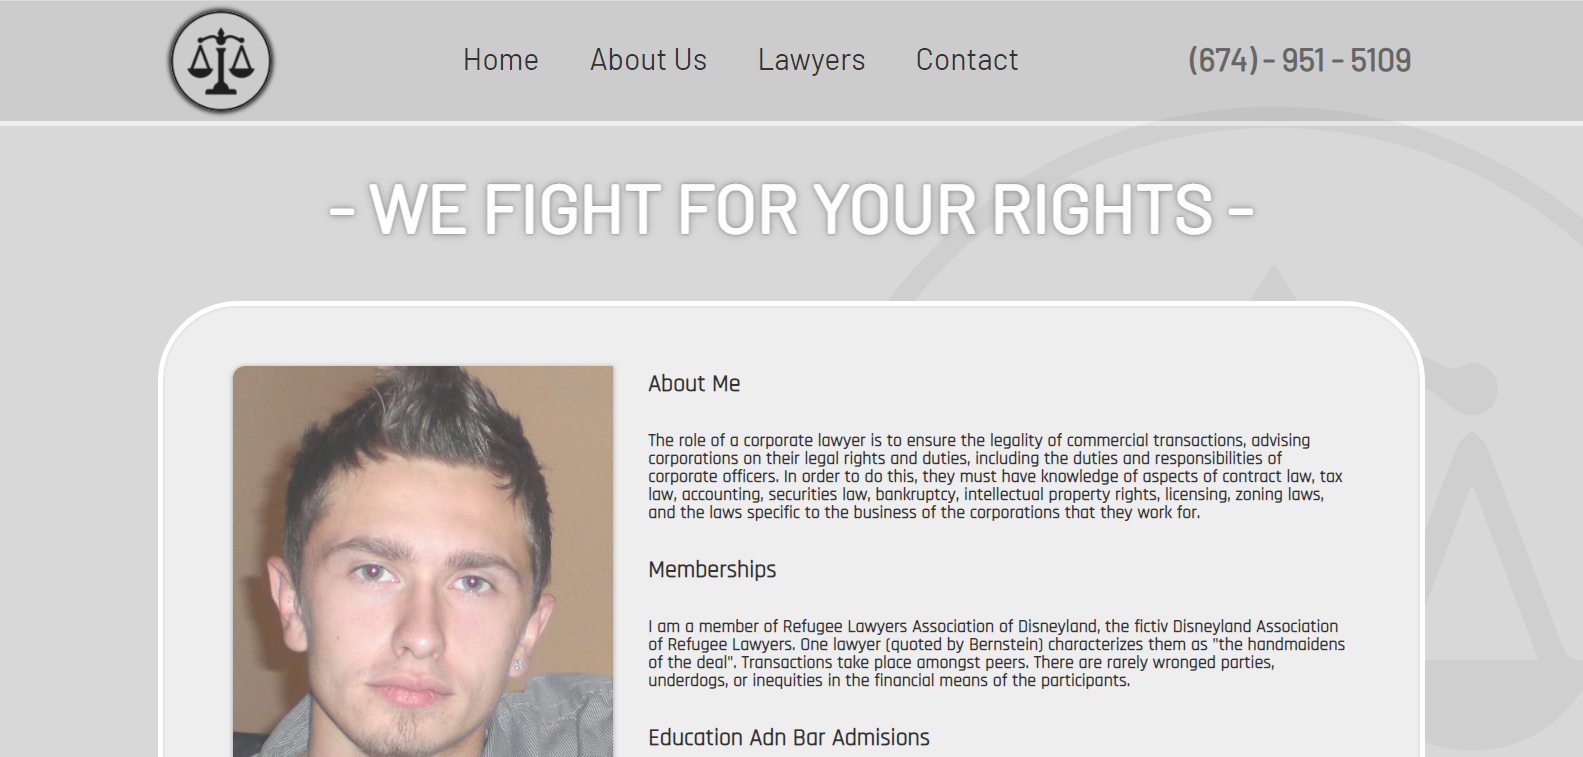 Home About Us Lawyers Contact (674) - 951 - 5109
- WE FIGHT FOR YOUR RIGHTS -
About Me
The role of a corporate lawyer is to ensure the legality of commercial transactions, advising
corporations on their legal rights and duties, including the duties and responsibilities of
corporate officers. In order to do this, they must have knowledge of aspects of contract law, tax
law, accounting, securities law, bankruptcy, intellectual property rights, licensing, zoning laws,
and the laws specific to the business of the corporations that they work for.
Memberships
I am a member of Refugee Lawyers Association of Disneyland, the fictiv Disneyland Association
of Refugee Lawyers. One lawyer (quoted by Bernstein) characterizes them as "the handmaidens
of the deal". Transactions take place amongst peers. There are rarely wronged parties,
underdogs, or inequities in the financial means of the participants.
Education Adn Bar Admisions